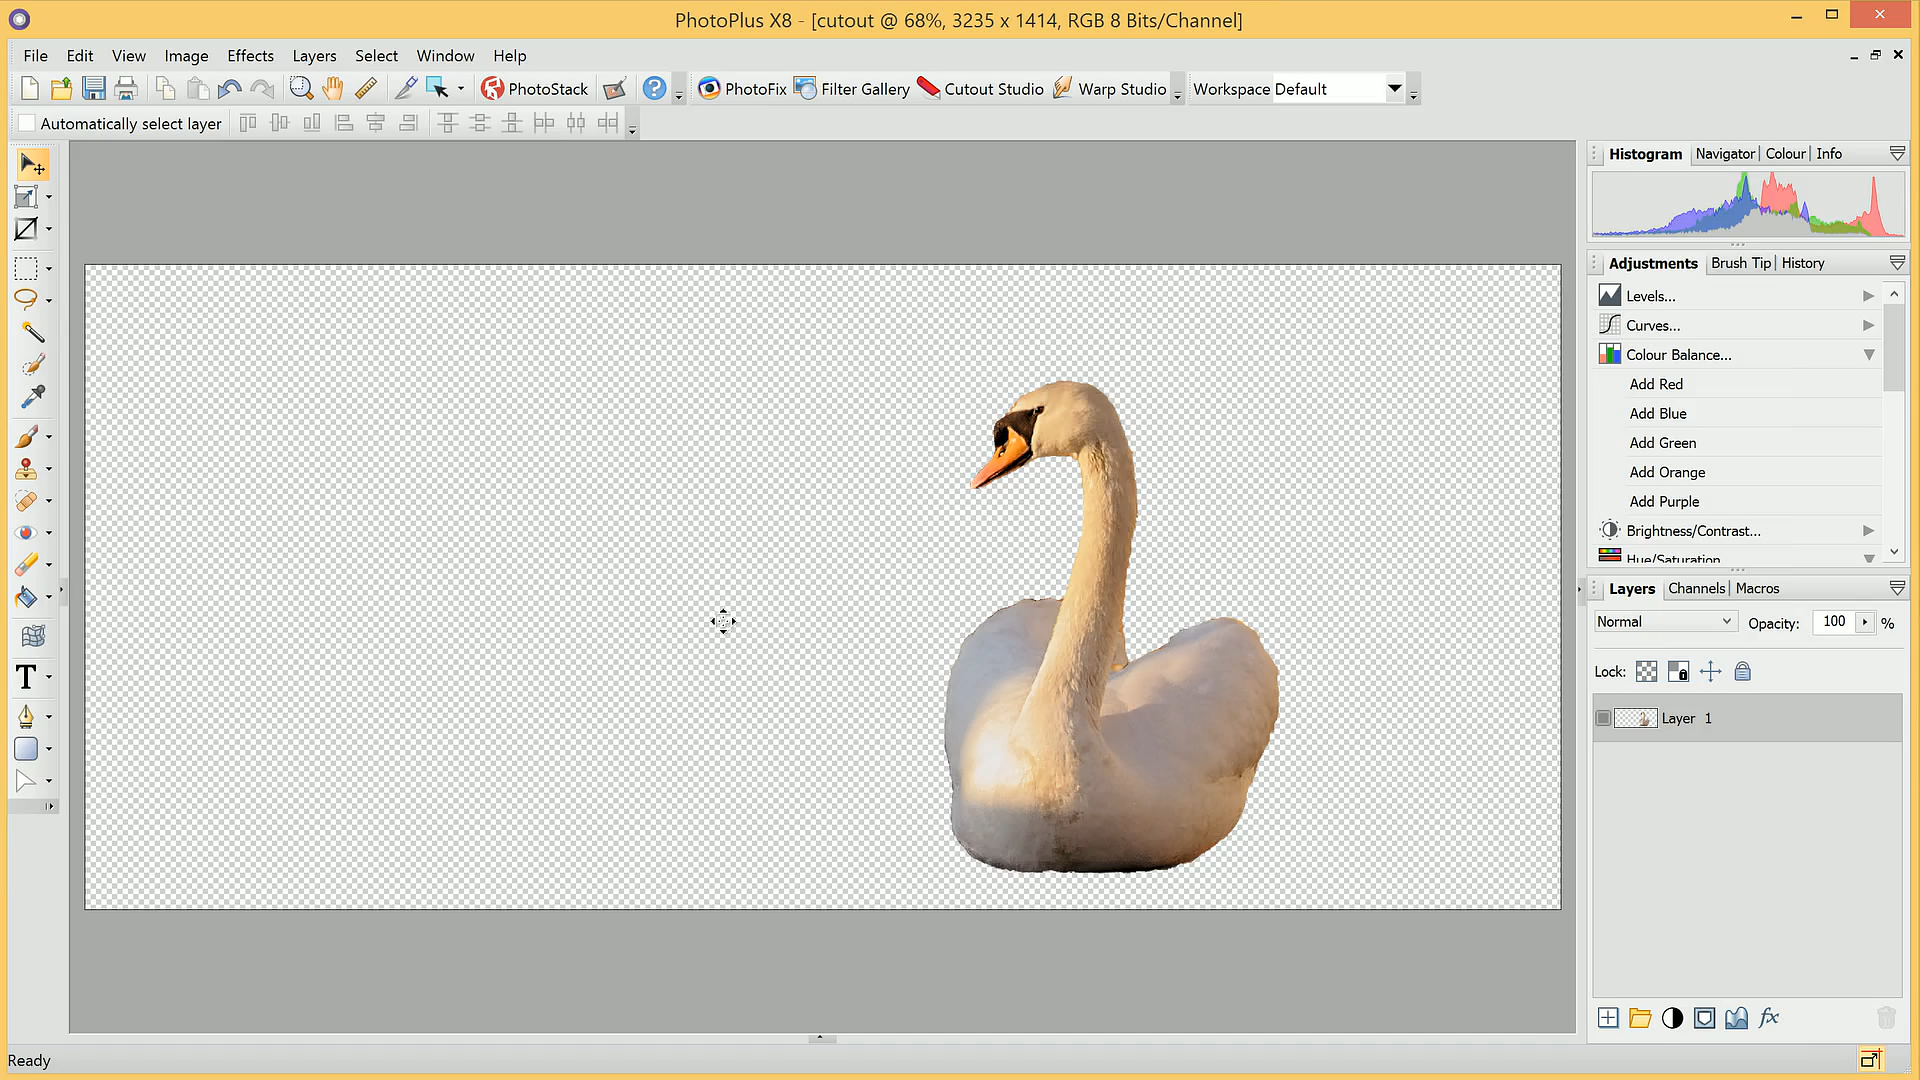 PhotoPlus X8 - [cutout @ 68%, 3235 x 1414, RGB 8 Bits/Channel]
File Edit View Image Effects Layers Select Window Help
PhotoStack PhotoFix Filter Gallery Cutout Studio Warp Studio Workspace Default
Automatically select layer
Histogram Navigator Colour Info
Adjustments Brush Tip History
Levels...
Curves...
Colour Balance...
Add Red
Add Blue
Add Green
Add Orange
Add Purple
Brightness/Contrast...
Hue/Saturation
Layers Channels Macros
Normal Opacity: 100 %
Lock:
Layer 1
T
fx
Ready